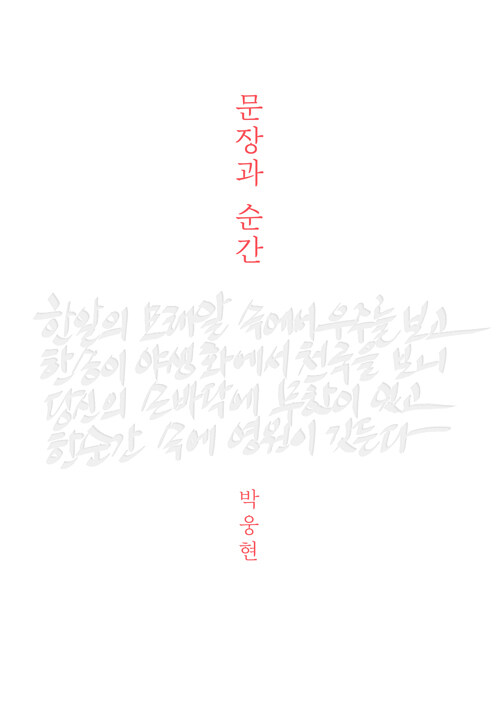 문장과 순간
한 알의 모래알 속에서 우주를 보고
한 송이 야생화에서 천국을 보니
당신의 손바닥에 무한이 있고
한순간 속에 영원이 깃든다
박웅현